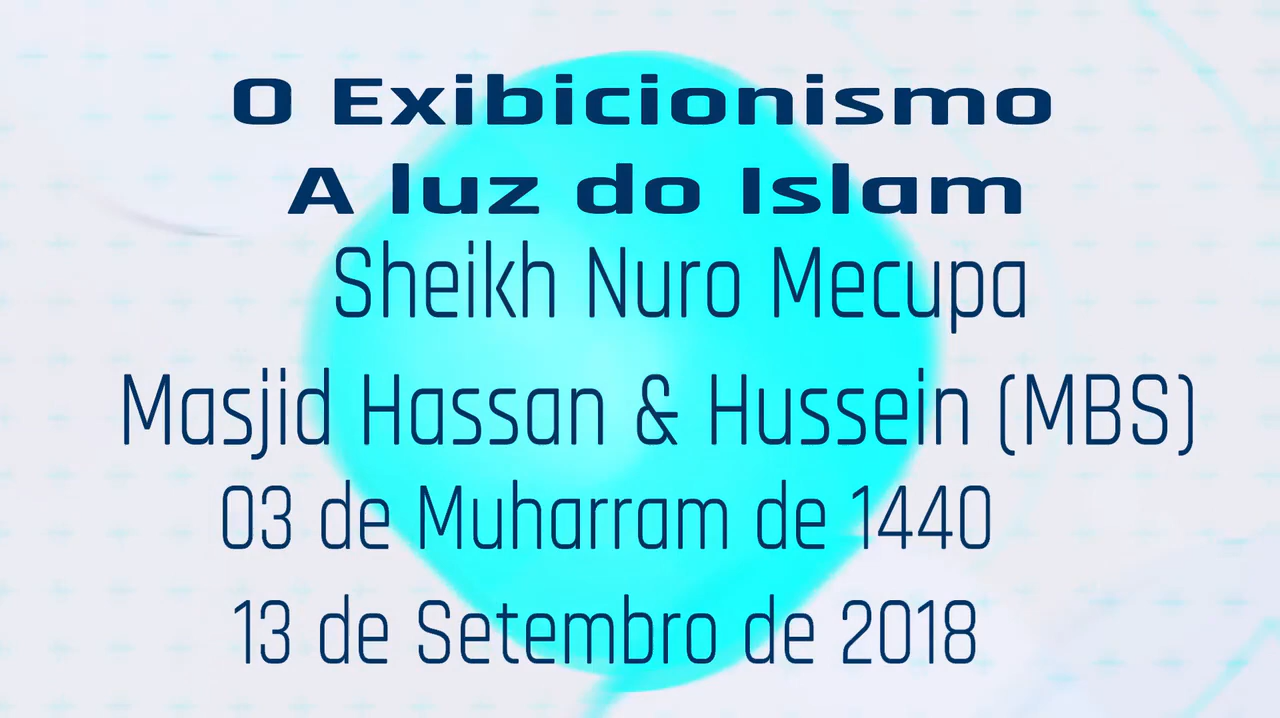 O Exibicionismo
A luz do Islam
Sheikh Nuro Mecupa
Masjid Hassan & Hussein (MBS)
03 de Muharram de 1440
13 de Setembro de 2018